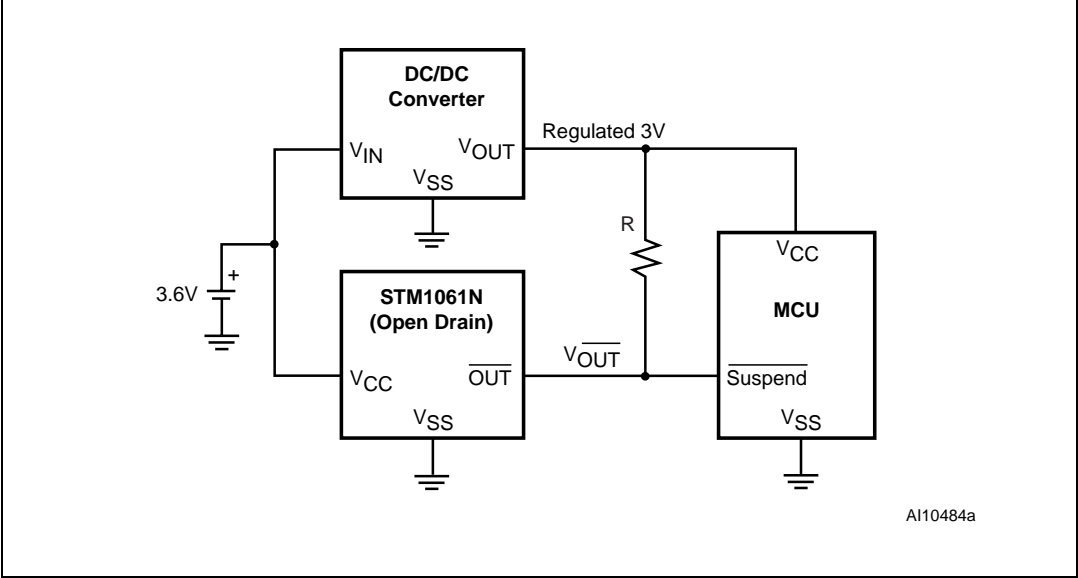 DC/DC
Converter
VIN
VOUT
VSS
Regulated 3V
R
VCC
MCU
3.6V
+
STM1061N
(Open Drain)
VCC
OUT
VSS
VOUT
Suspend
VSS
AI10484a